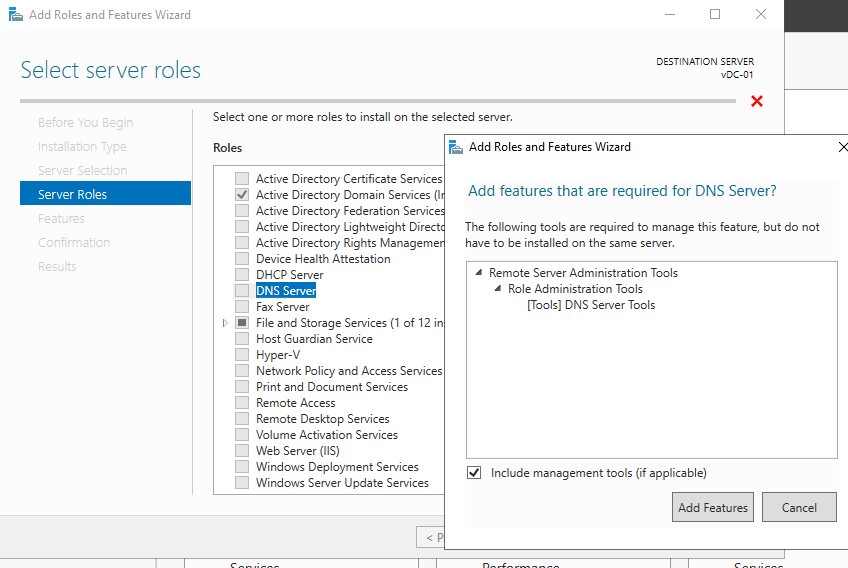 Add Roles and Features Wizard
Select server roles
DESTINATION SERVER
vDC-01
Before You Begin
Installation Type
Server Selection
Server Roles
Features
Confirmation
Results
Select one or more roles to install on the selected server.
Roles
Active Directory Certificate Services
Active Directory Domain Services (In
Active Directory Federation Services
Active Directory Lightweight Directo
Active Directory Rights Managemen
Device Health Attestation
DHCP Server
DNS Server
Fax Server
File and Storage Services (1 of 12 in
Host Guardian Service
Hyper-V
Network Policy and Access Services
Print and Document Services
Remote Access
Remote Desktop Services
Volume Activation Services
Web Server (IIS)
Windows Deployment Services
Windows Server Update Services
< P
Add Roles and Features Wizard
Add features that are required for DNS Server?
The following tools are required to manage this feature, but do not
have to be installed on the same server.
Remote Server Administration Tools
Role Administration Tools
[Tools] DNS Server Tools
Include management tools (if applicable)
Add Features
Cancel
Services
Performance
Services